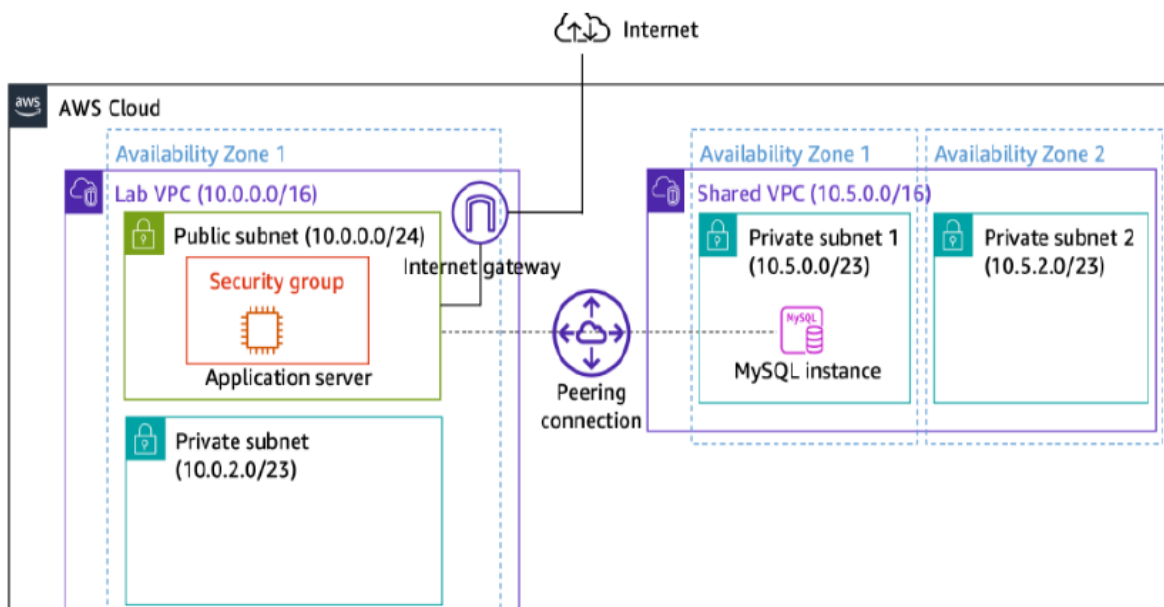 Internet
aws
AWS Cloud
Availability Zone 1
Lab VPC (10.0.0.0/16)
Public subnet (10.0.0.0/24)
Security group
Application server
Internet gateway
Private subnet
(10.0.2.0/23)
Peering
connection
Availability Zone 1
Availability Zone 2
Shared VPC (10.5.0.0/16)
Private subnet 1
(10.5.0.0/23)
MySQL
MySQL instance
Private subnet 2
(10.5.2.0/23)